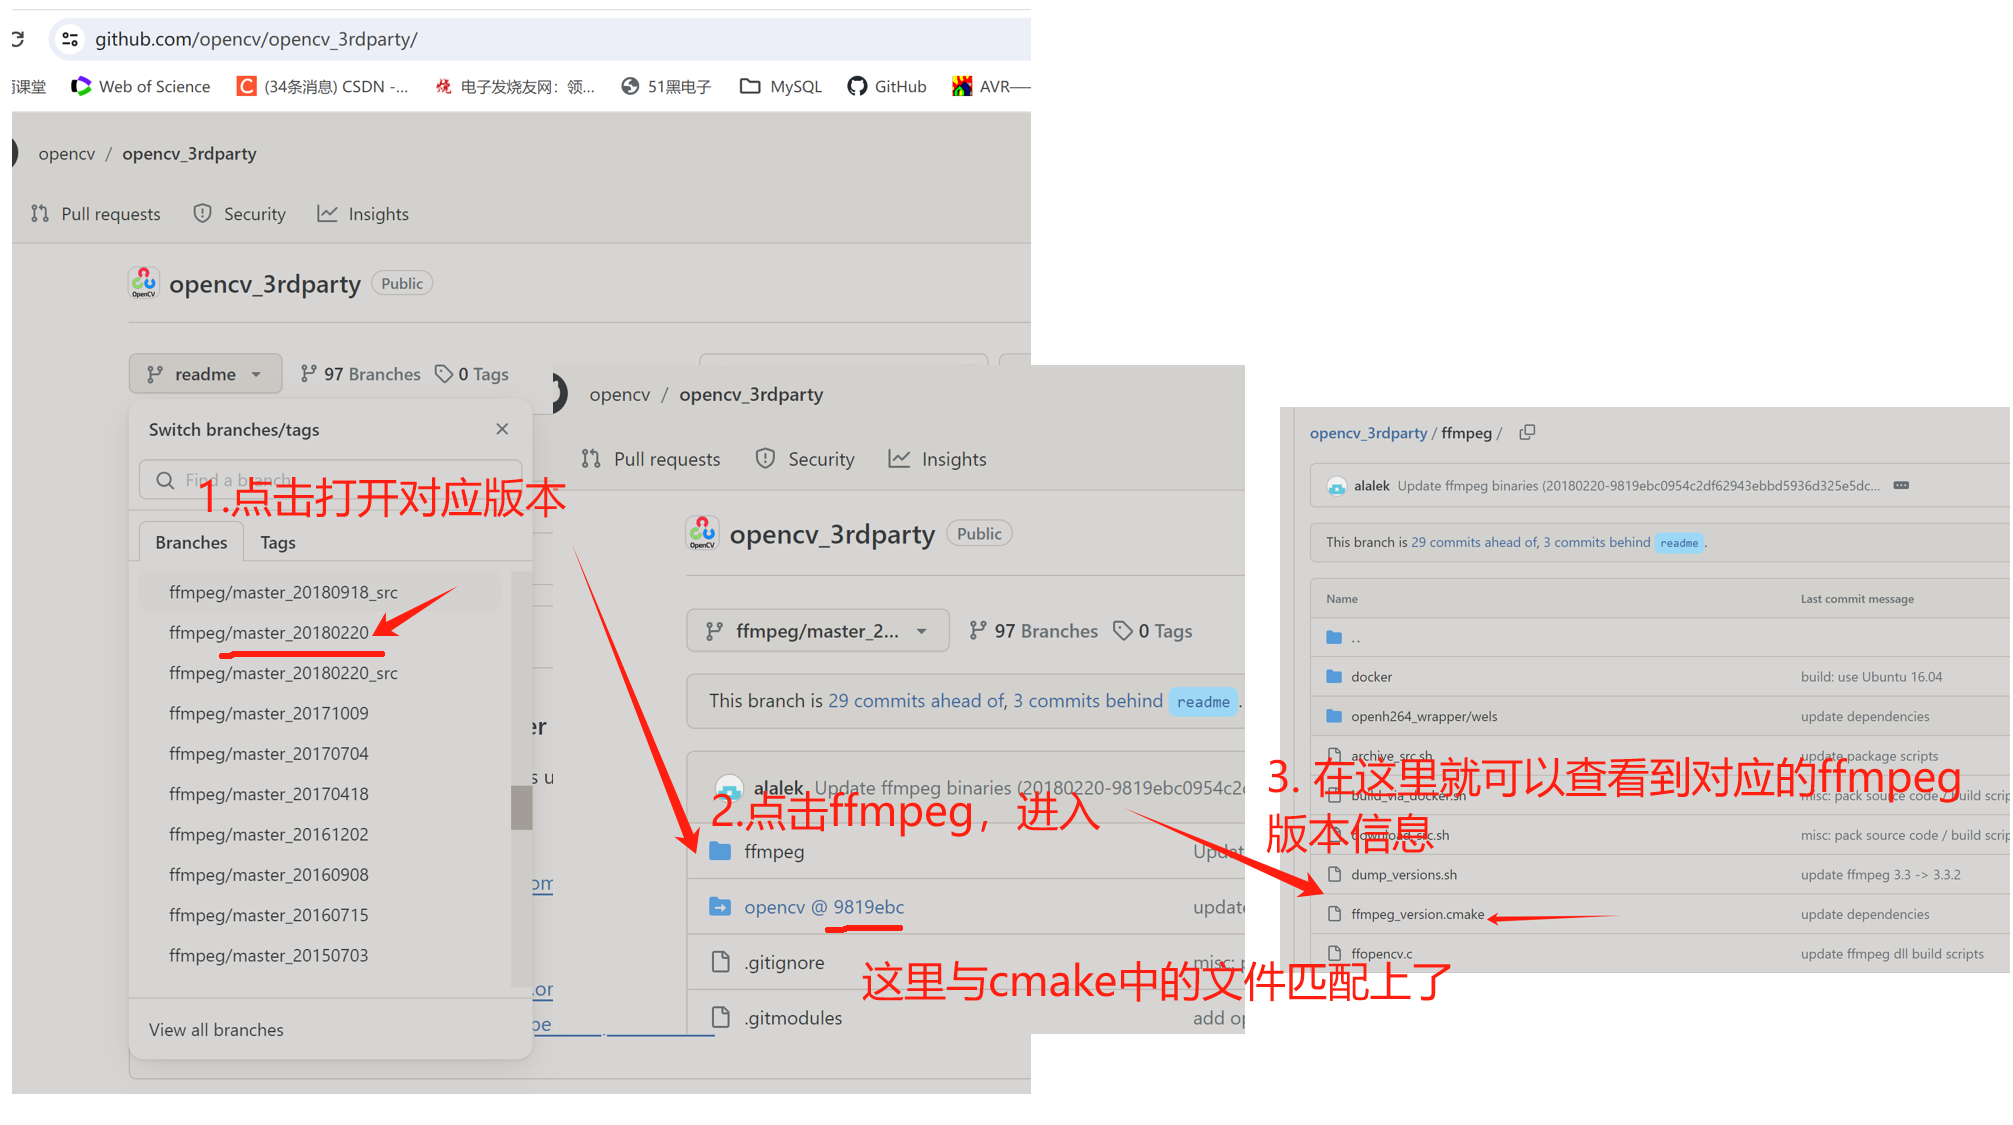 github.com/opencv/opencv_3rdparty/
雨课堂 Web of Science (34条消息) CSDN -... 电子发烧友网：领... 51黑电子 MySQL GitHub AVR—
opencv / opencv_3rdparty
Pull requests Security Insights
opencv_3rdparty Public
readme 97 Branches 0 Tags
Switch branches/tags
Find a branch...
1.点击打开对应版本
Branches Tags
ffmpeg/master_20180918_src
ffmpeg/master_20180220
ffmpeg/master_20180220_src
ffmpeg/master_20171009
ffmpeg/master_20170704
ffmpeg/master_20170418
ffmpeg/master_20161202
ffmpeg/master_20160908
ffmpeg/master_20160715
ffmpeg/master_20150703
View all branches
opencv / opencv_3rdparty
Pull requests Security Insights
OpenCV
opencv_3rdparty Public
ffmpeg/master_2... 97 Branches 0 Tags
This branch is 29 commits ahead of, 3 commits behind readme .
alalek Update ffmpeg binaries (20180220-9819ebc0954c2
2.点击ffmpeg，进入
ffmpeg Updat
opencv @ 9819ebc update
.gitignore misc:
这里与cmake中的文件匹配上了
.gitmodules add op
opencv_3rdparty / ffmpeg /
alalek Update ffmpeg binaries (20180220-9819ebc0954c2df62943ebbd5936d325e5dc...
This branch is 29 commits ahead of, 3 commits behind readme .
Name Last commit message
..
docker build: use Ubuntu 16.04
openh264_wrapper/wels update dependencies
archive_src.sh update package scripts
3. 在这里就可以查看到对应的ffmpeg
版本信息
build_via_docker.sh misc: pack source code / build scrip
download_src.sh misc: pack source code / build scrip
dump_versions.sh update ffmpeg 3.3 -> 3.3.2
ffmpeg_version.cmake update dependencies
ffopencv.c update ffmpeg dll build scripts